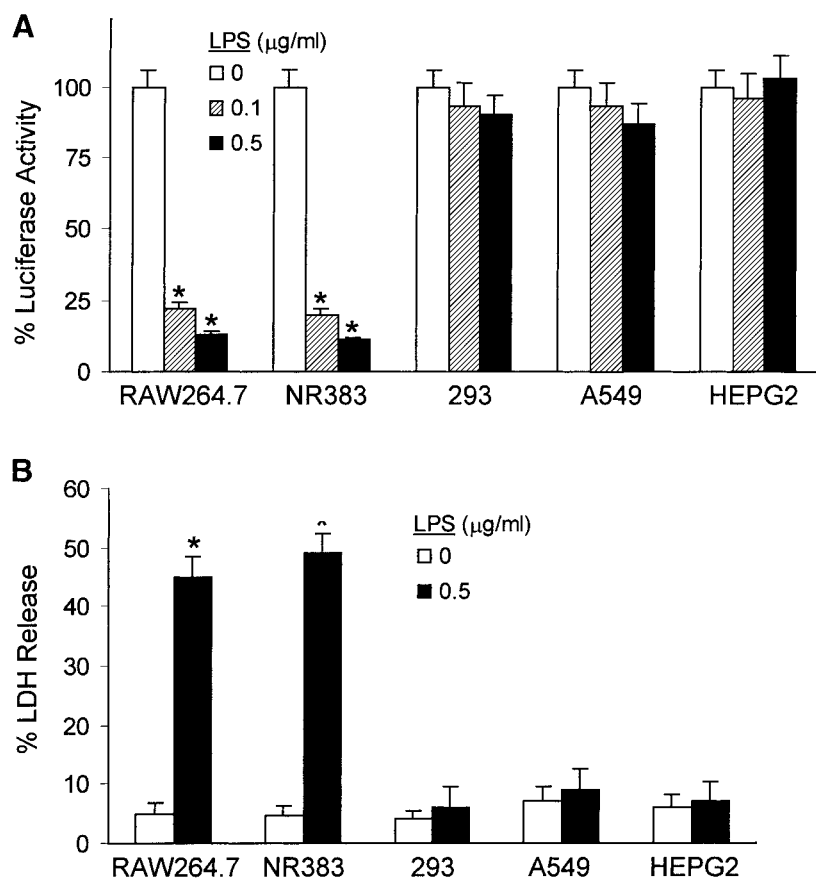 A
LPS (µg/ml)
0
0.1
0.5
% Luciferase Activity
100
75
50
25
0
* * * *
RAW264.7 NR383 293 A549 HEPG2
B
LPS (µg/ml)
0
0.5
% LDH Release
60
50
40
30
20
10
0
*
RAW264.7 NR383 293 A549 HEPG2